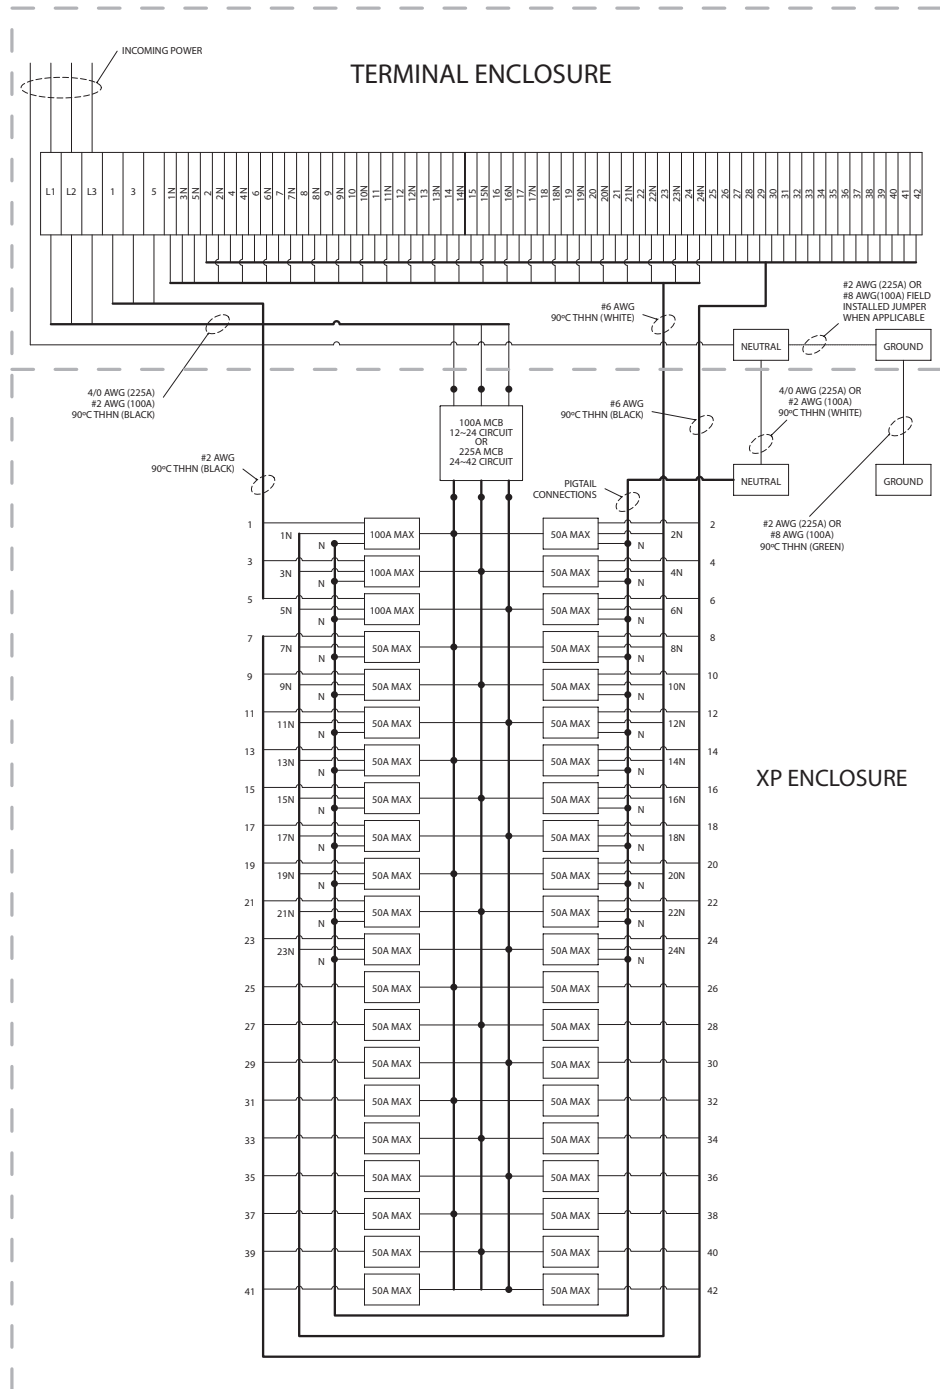 INCOMING POWER
TERMINAL ENCLOSURE
L1 L2 L3 1 3 5 1N 3N 5N 2 2N 4 4N 6 6N 7 7N 8 8N 9 9N 10 10N 11 11N 12 12N 13 13N 14 14N 15 15N 16 16N 17 17N 18 18N 19 19N 20 20N 21 21N 22 22N 23 23N 24 24N 25 26 27 28 29 30 31 32 33 34 35 36 37 38 39 40 41 42
#2 AWG (225A) OR
#8 AWG(100A) FIELD
INSTALLED JUMPER
WHEN APPLICABLE
#6 AWG
90ºC THHN (WHITE)
NEUTRAL
GROUND
4/0 AWG (225A)
#2 AWG (100A)
90ºC THHN (BLACK)
#6 AWG
90ºC THHN (BLACK)
4/0 AWG (225A) OR
#2 AWG (100A)
90ºC THHN (WHITE)
100A MCB
12~24 CIRCUIT
OR
225A MCB
24~42 CIRCUIT
#2 AWG
90ºC THHN (BLACK)
PIGTAIL
CONNECTIONS
NEUTRAL
GROUND
#2 AWG (225A) OR
#8 AWG (100A)
90ºC THHN (GREEN)
1 1N N 100A MAX 50A MAX N 2N 2
3 3N N 100A MAX 50A MAX N 4N 4
5 5N N 100A MAX 50A MAX N 6N 6
7 7N N 50A MAX 50A MAX N 8N 8
9 9N N 50A MAX 50A MAX N 10N 10
11 11N N 50A MAX 50A MAX N 12N 12
13 13N N 50A MAX 50A MAX N 14N 14
XP ENCLOSURE
15 15N N 50A MAX 50A MAX N 16N 16
17 17N N 50A MAX 50A MAX N 18N 18
19 19N N 50A MAX 50A MAX N 20N 20
21 21N N 50A MAX 50A MAX N 22N 22
23 23N N 50A MAX 50A MAX N 24N 24
25 50A MAX 50A MAX 26
27 50A MAX 50A MAX 28
29 50A MAX 50A MAX 30
31 50A MAX 50A MAX 32
33 50A MAX 50A MAX 34
35 50A MAX 50A MAX 36
37 50A MAX 50A MAX 38
39 50A MAX 50A MAX 40
41 50A MAX 50A MAX 42